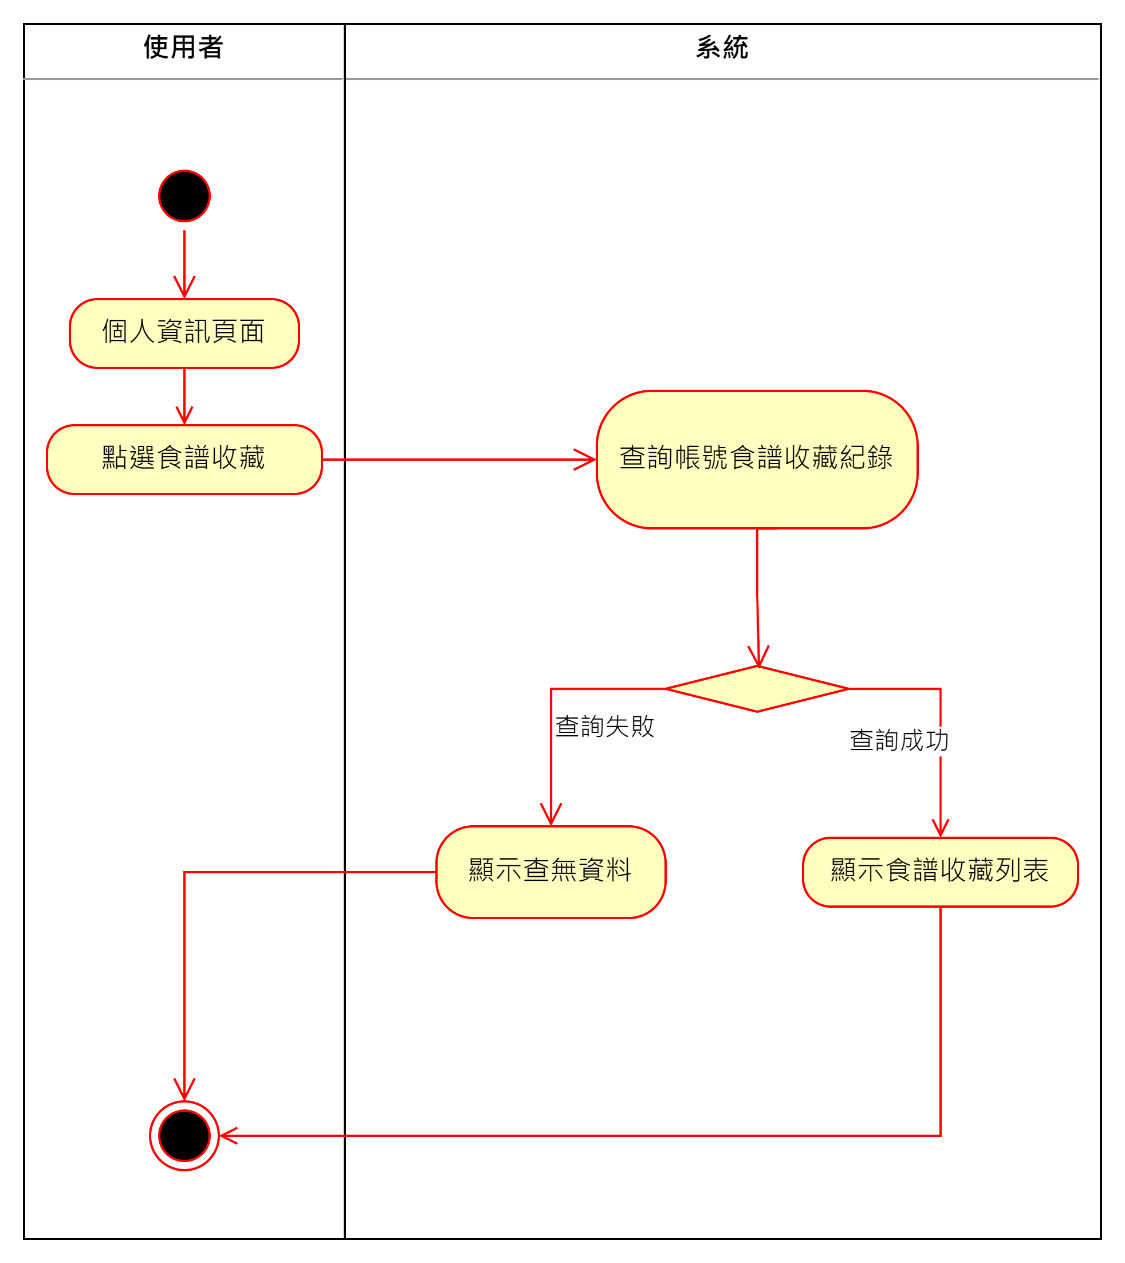 使用者
系統
個人資訊頁面
點選食譜收藏
查詢帳號食譜收藏紀錄
查詢失敗
查詢成功
顯示查無資料
顯示食譜收藏列表